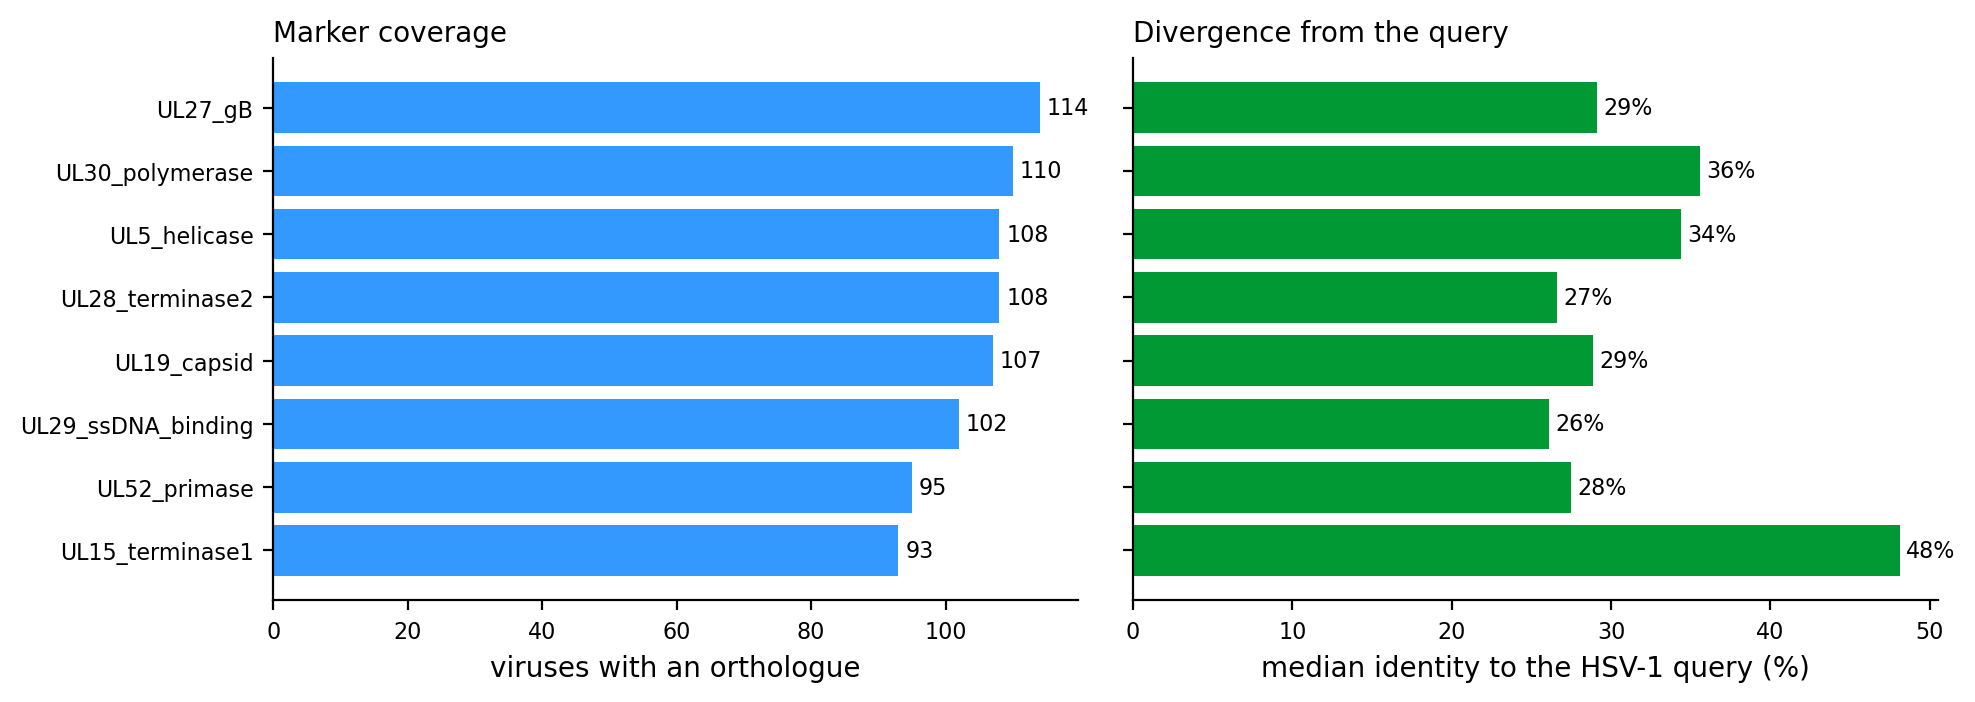 Marker coverage
UL27_gB
114
UL30_polymerase
110
UL5_helicase
108
UL28_terminase2
108
UL19_capsid
107
UL29_ssDNA_binding
102
UL52_primase
95
UL15_terminase1
93
0 20 40 60 80 100
viruses with an orthologue
Divergence from the query
29%
36%
34%
27%
29%
26%
28%
48%
0 10 20 30 40 50
median identity to the HSV-1 query (%)